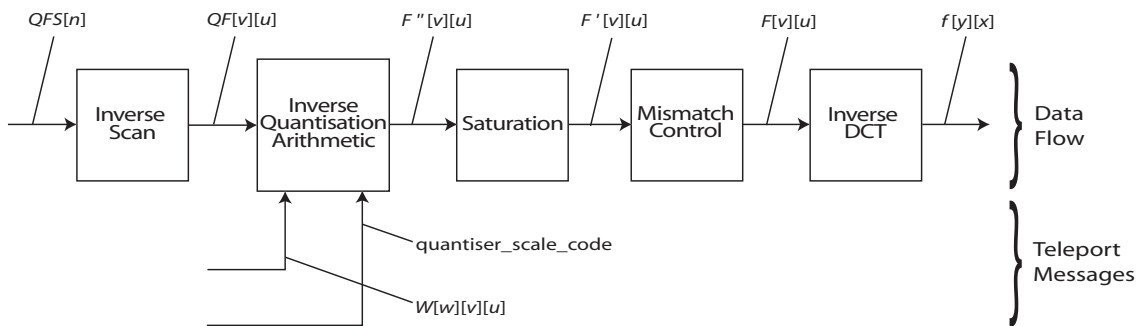 QFS[n]
QF[v][u]
F''[v][u]
F'[v][u]
F[v][u]
f[y][x]
Inverse
Scan
Inverse
Quantisation
Arithmetic
Saturation
Mismatch
Control
Inverse
DCT
Data
Flow
quantiser_scale_code
W[w][v][u]
Teleport
Messages